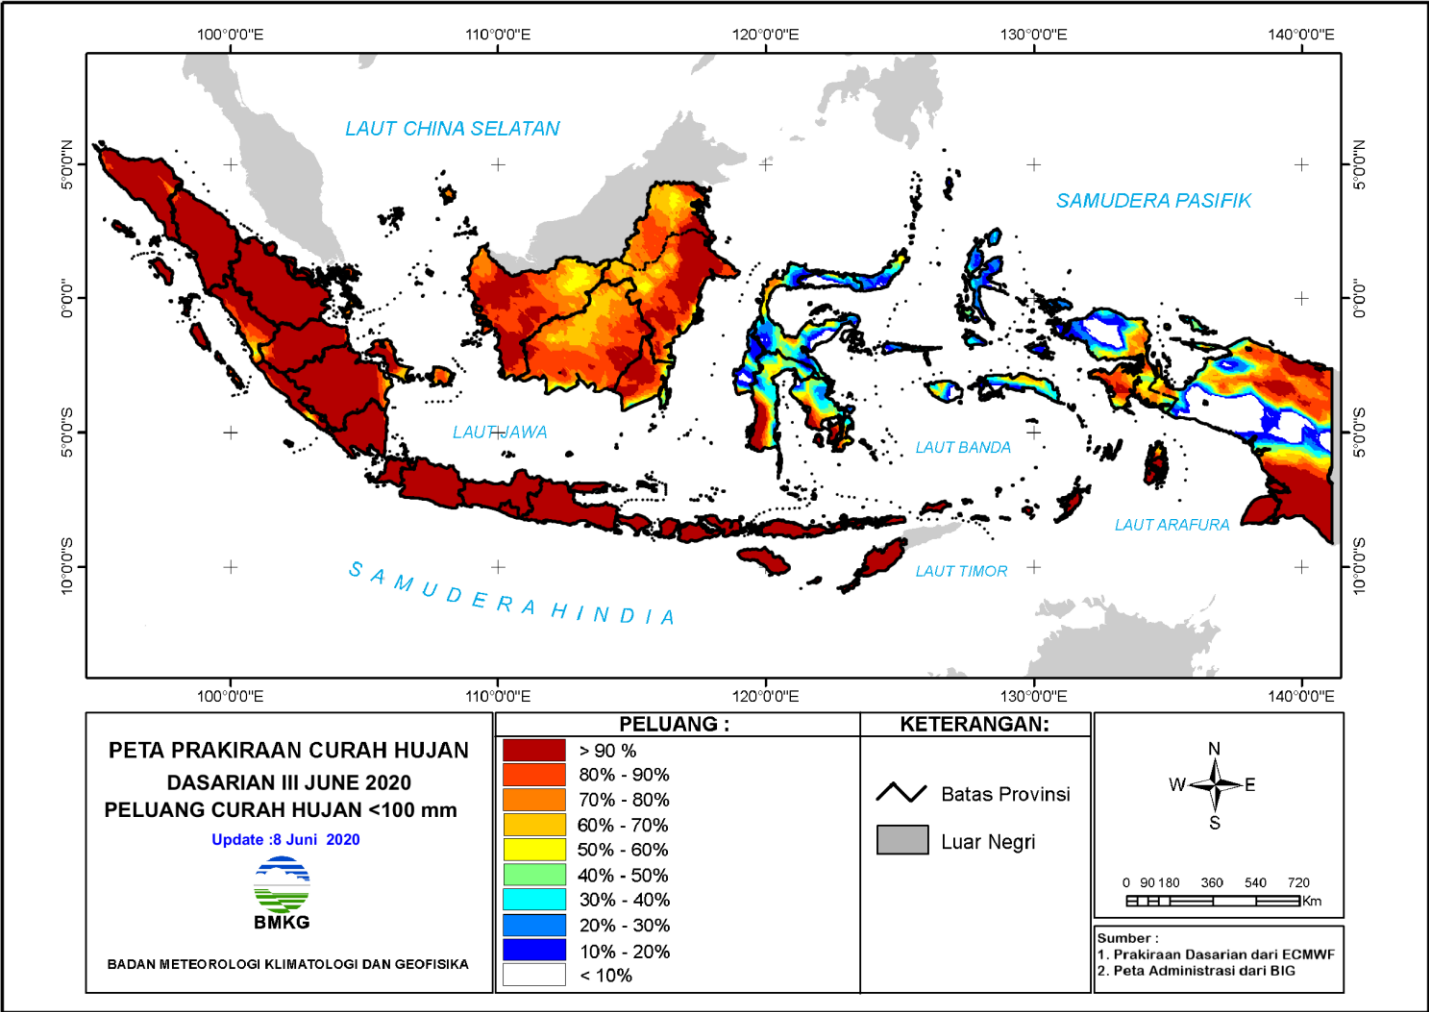 100°0'0"E 110°0'0"E 120°0'0"E 130°0'0"E 140°0'0"E
5°0'0"N 5°0'0"N
LAUT CHINA SELATAN
SAMUDERA PASIFIK
0°0'0" 0°0'0"
5°0'0"S 5°0'0"S
LAUT JAWA
LAUT BANDA
LAUT ARAFURA
LAUT TIMOR
10°0'0"S 10°0'0"S
SAMUDERA HINDIA
100°0'0"E 110°0'0"E 120°0'0"E 130°0'0"E 140°0'0"E
PETA PRAKIRAAN CURAH HUJAN
DASARIAN III JUNE 2020
PELUANG CURAH HUJAN <100 mm
Update :8 Juni 2020
BMKG
BADAN METEOROLOGI KLIMATOLOGI DAN GEOFISIKA
PELUANG :
> 90 %
80% - 90%
70% - 80%
60% - 70%
50% - 60%
40% - 50%
30% - 40%
20% - 30%
10% - 20%
< 10%
KETERANGAN:
Batas Provinsi
Luar Negri
N
W E
S
0 90 180 360 540 720
Km
Sumber :
1. Prakiraan Dasarian dari ECMWF
2. Peta Administrasi dari BIG